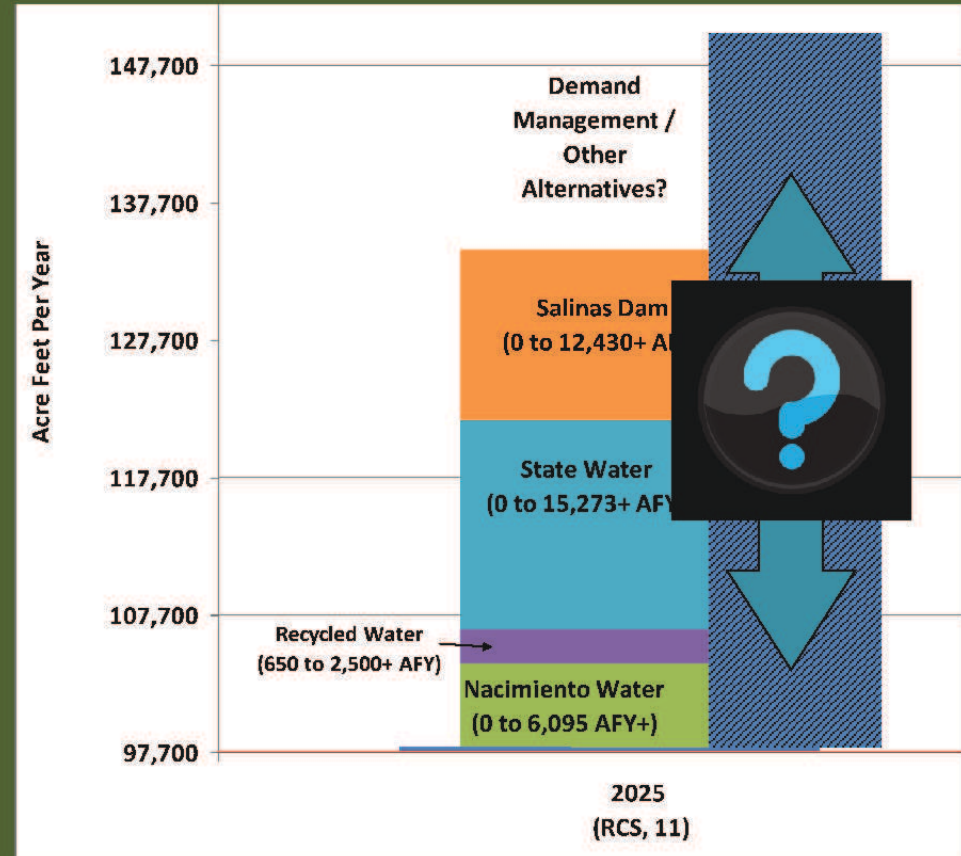 147,700
137,700
127,700
117,700
107,700
97,700
Acre Feet Per Year
Demand
Management /
Other
Alternatives?
Salinas Dam
(0 to 12,430+
State Water
(0 to 15,273+ AFY
Recycled Water
(650 to 2,500+ AFY)
Nacimiento Water
(0 to 6,095 AFY+)
?
2025
(RCS, 11)